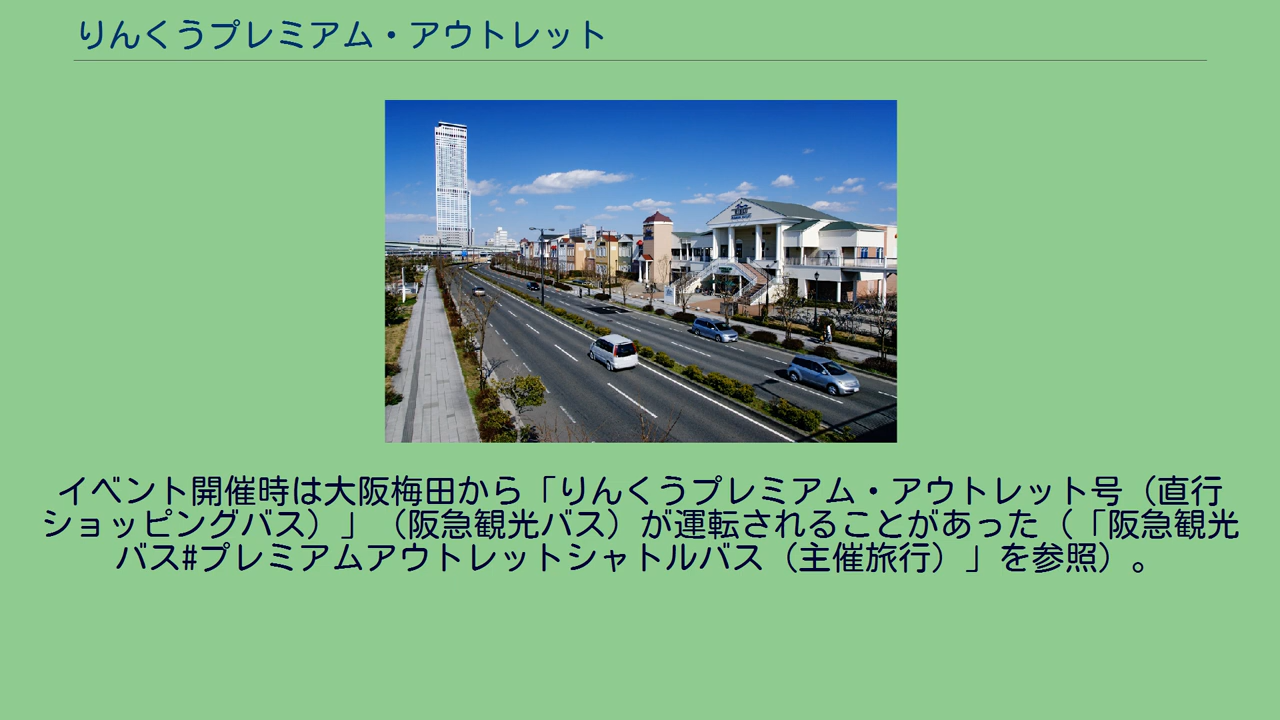 りんくうプレミアム・アウトレット
イベント開催時は大阪梅田から「りんくうプレミアム・アウトレット号（直行
ショッピングバス）」（阪急観光バス）が運転されることがあった（「阪急観光
バス#プレミアムアウトレットシャトルバス（主催旅行）」を参照）。